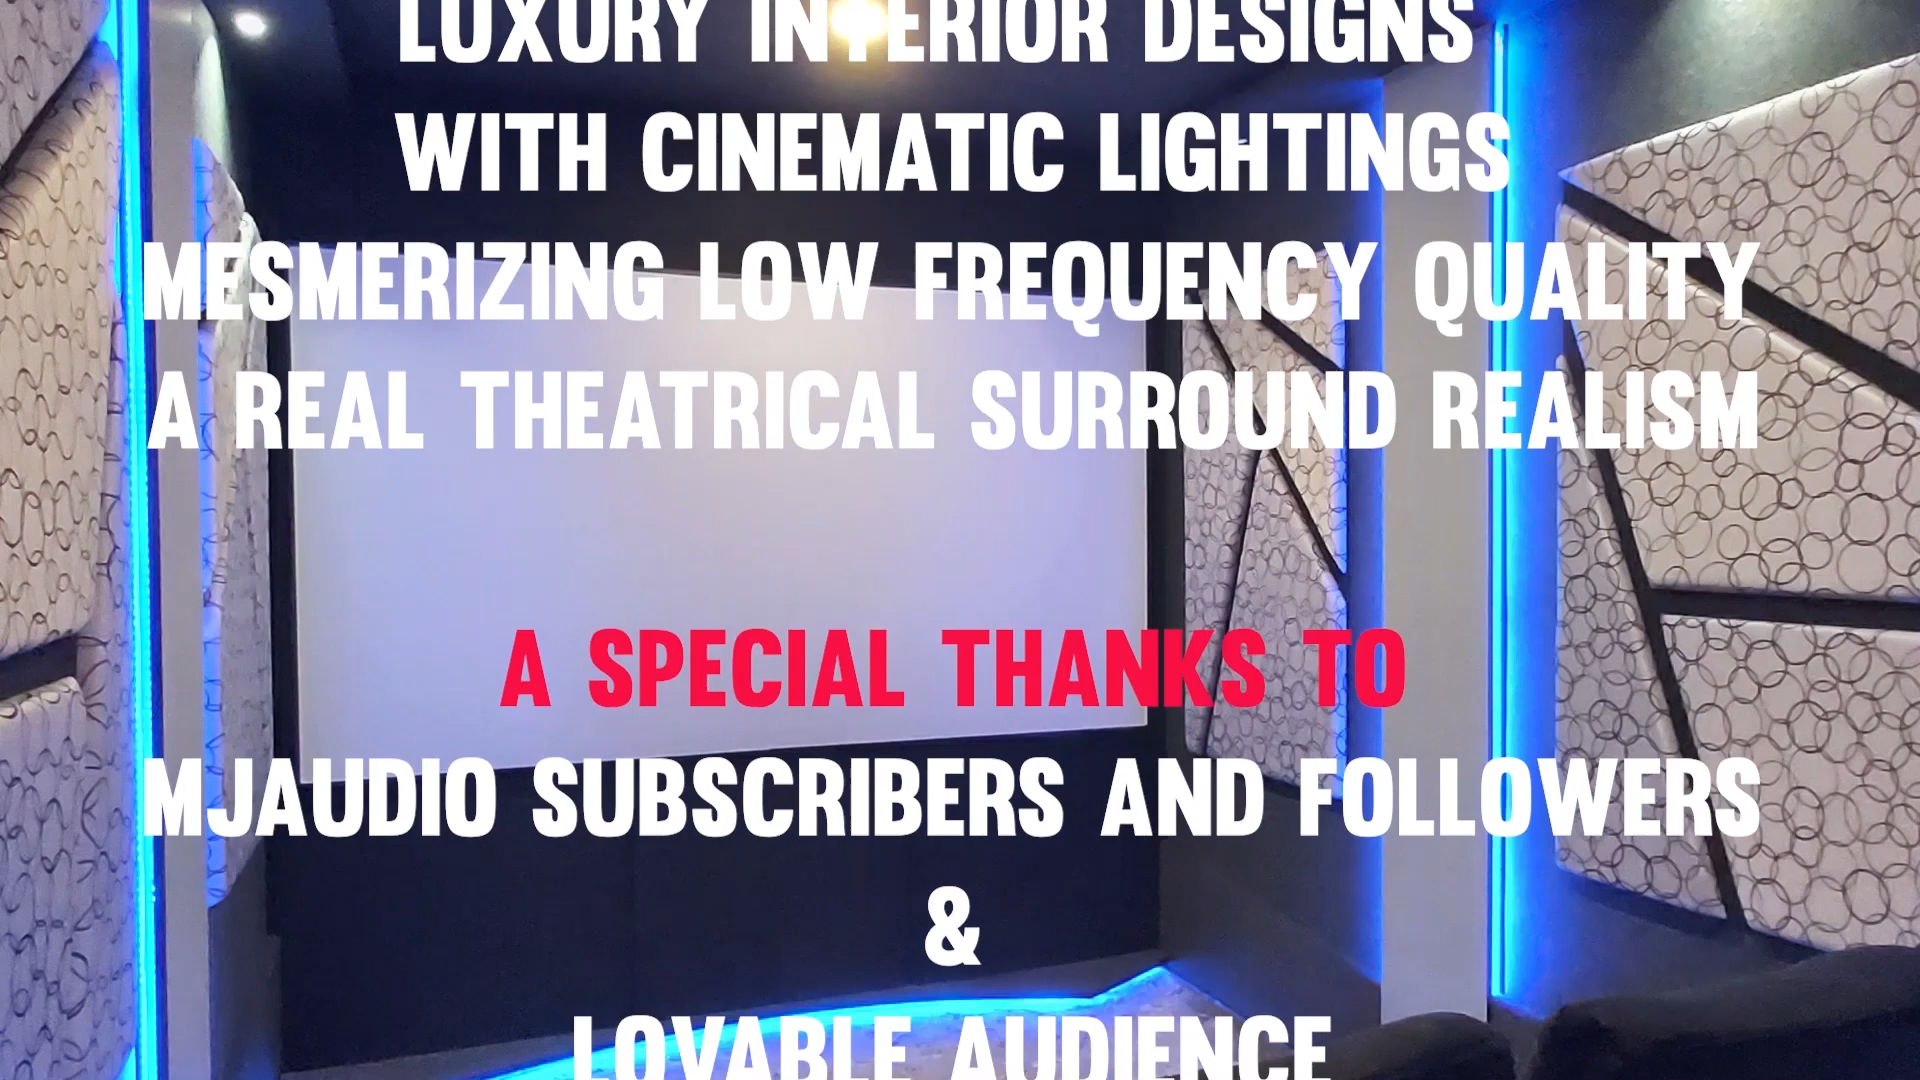 LUXURY INTERIOR DESIGNS
WITH CINEMATIC LIGHTINGS
MESMERIZING LOW FREQUENCY QUALITY
A REAL THEATRICAL SURROUND REALISM
A SPECIAL THANKS TO
MJAUDIO SUBSCRIBERS AND FOLLOWERS
&
LOVABLE AUDIENCE